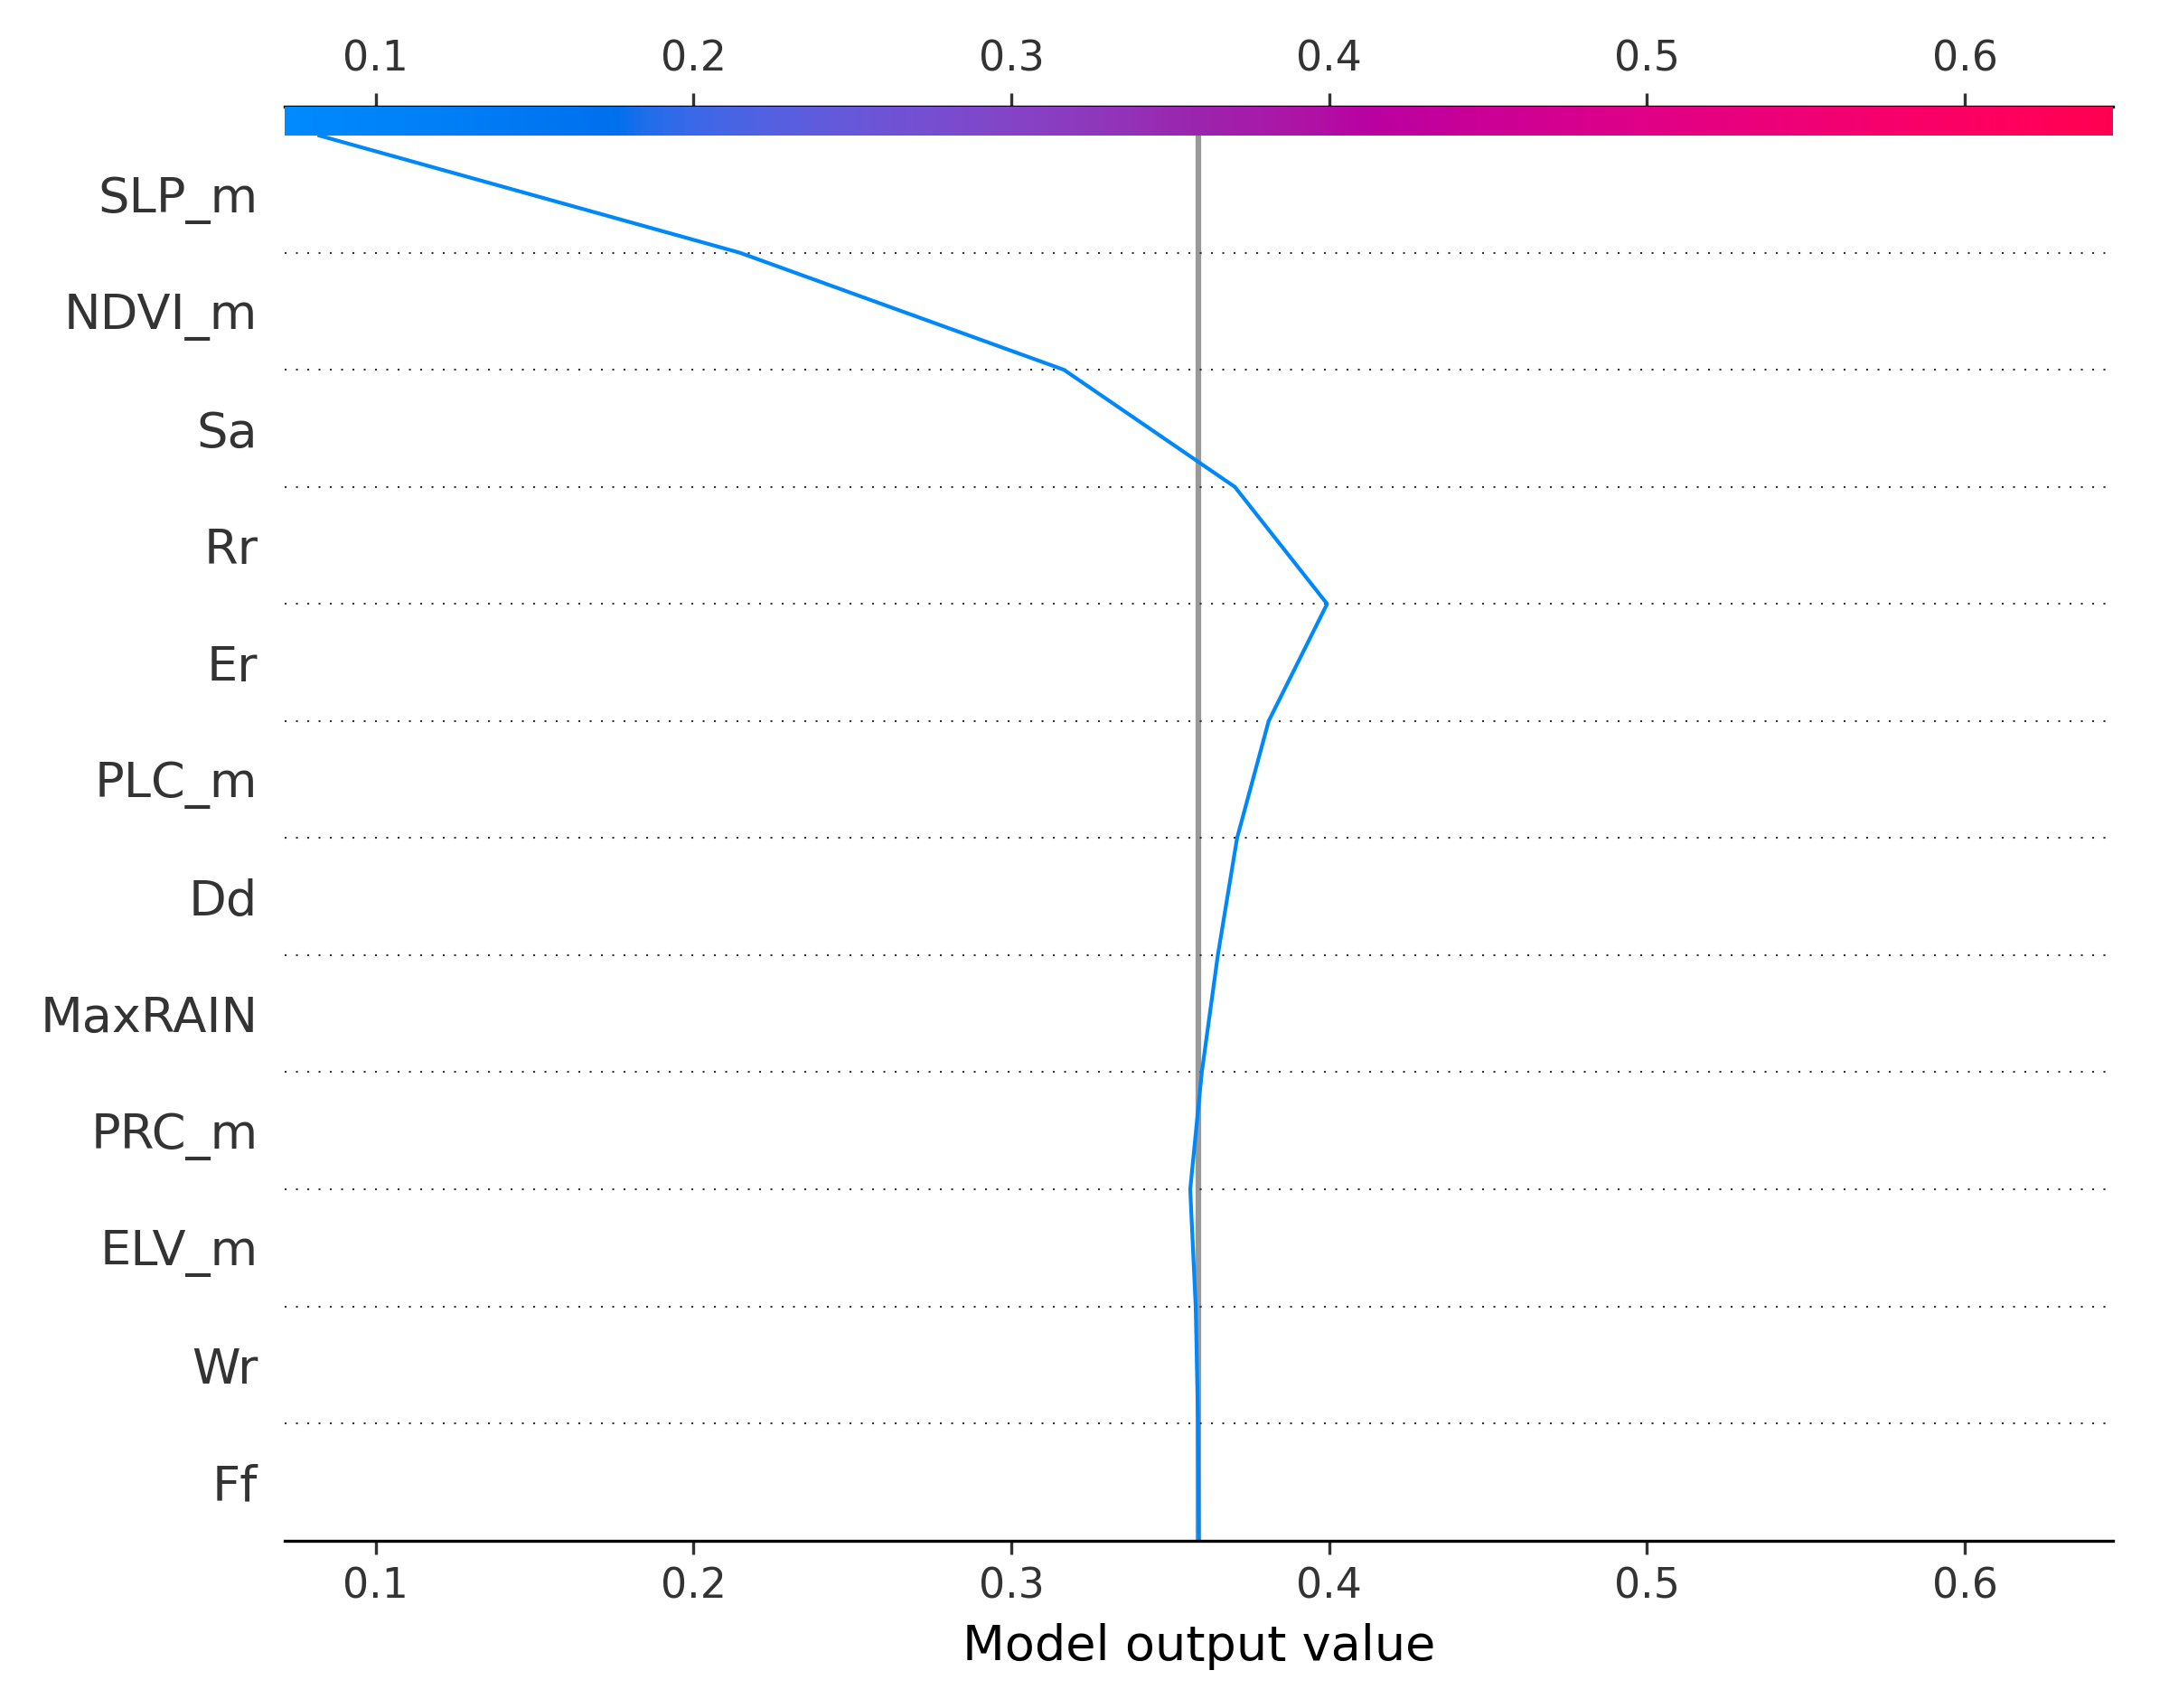 0.1 0.2 0.3 0.4 0.5 0.6
SLP_m
NDVI_m
Sa
Rr
Er
PLC_m
Dd
MaxRAIN
PRC_m
ELV_m
Wr
Ff
0.1 0.2 0.3 0.4 0.5 0.6
Model output value